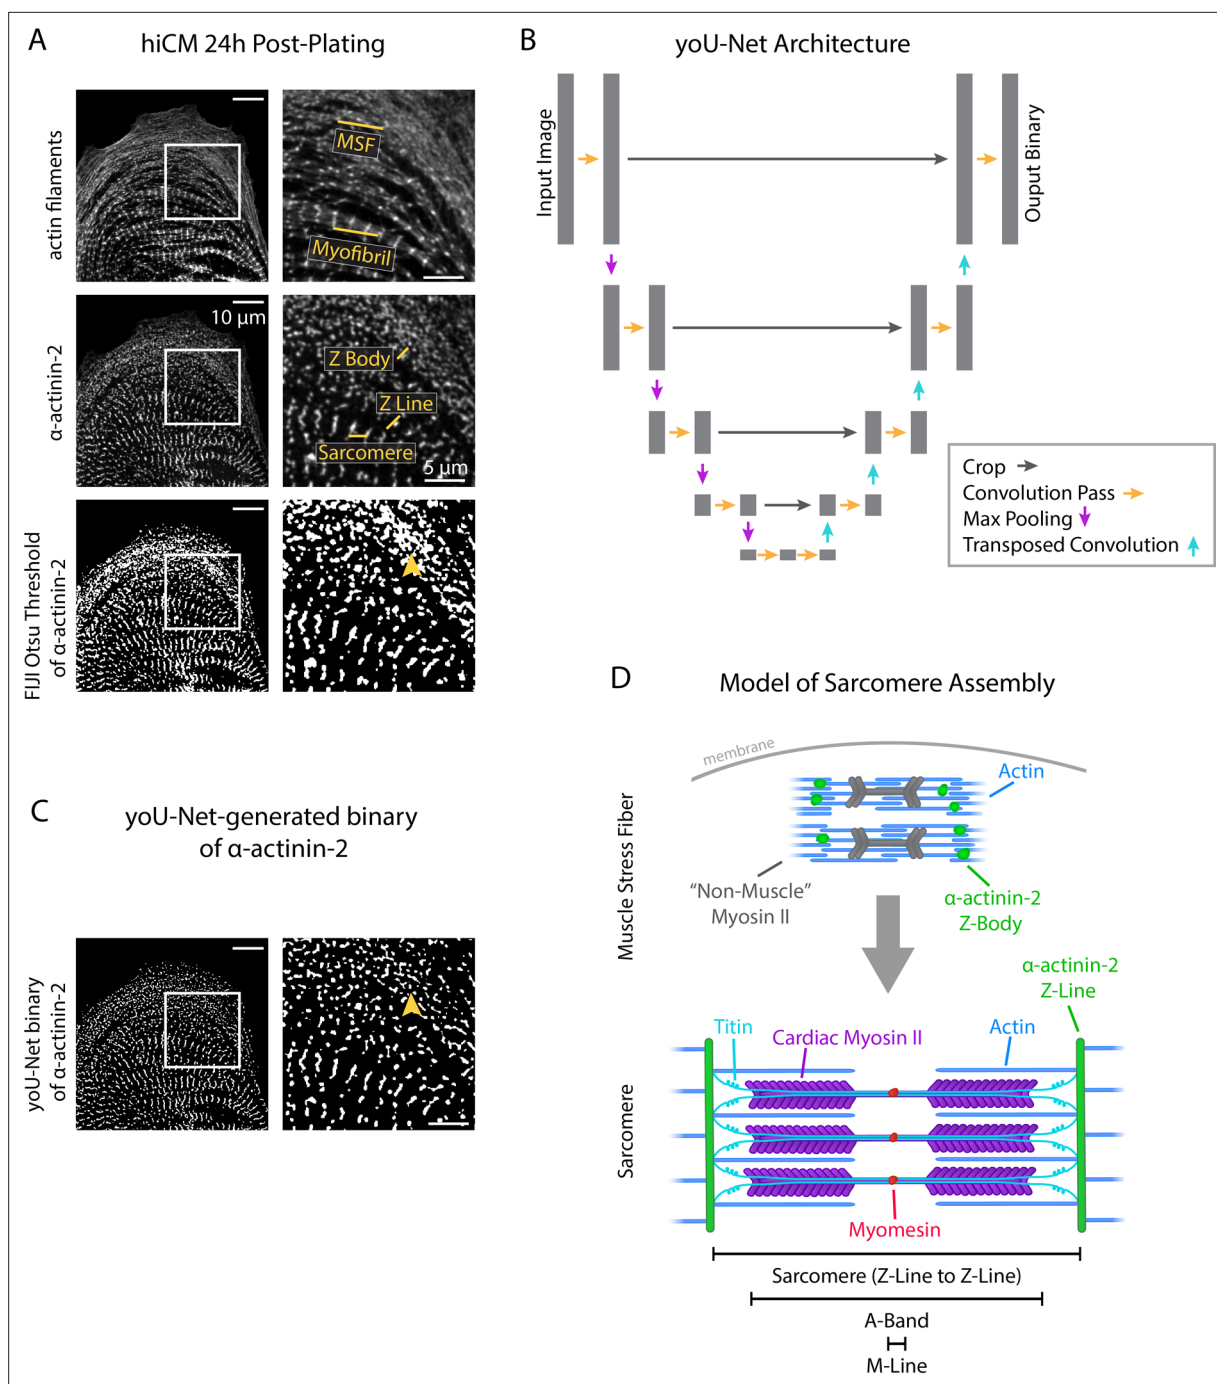 A
hiCM 24h Post-Plating
actin filaments
MSF
Myofibril
α-actinin-2
10 μm
Z Body
Z Line
Sarcomere
5 μm
FIJI Otsu Threshold
of α-actinin-2
B
yoU-Net Architecture
Input Image
Ouput Binary
Crop
Convolution Pass
Max Pooling
Transposed Convolution
C
yoU-Net-generated binary
of α-actinin-2
yoU-Net binary
of α-actinin-2
D
Model of Sarcomere Assembly
membrane
Muscle Stress Fiber
Actin
"Non-Muscle"
Myosin II
α-actinin-2
Z-Body
α-actinin-2
Z-Line
Sarcomere
Titin
Cardiac Myosin II
Actin
Myomesin
Sarcomere (Z-Line to Z-Line)
A-Band
M-Line